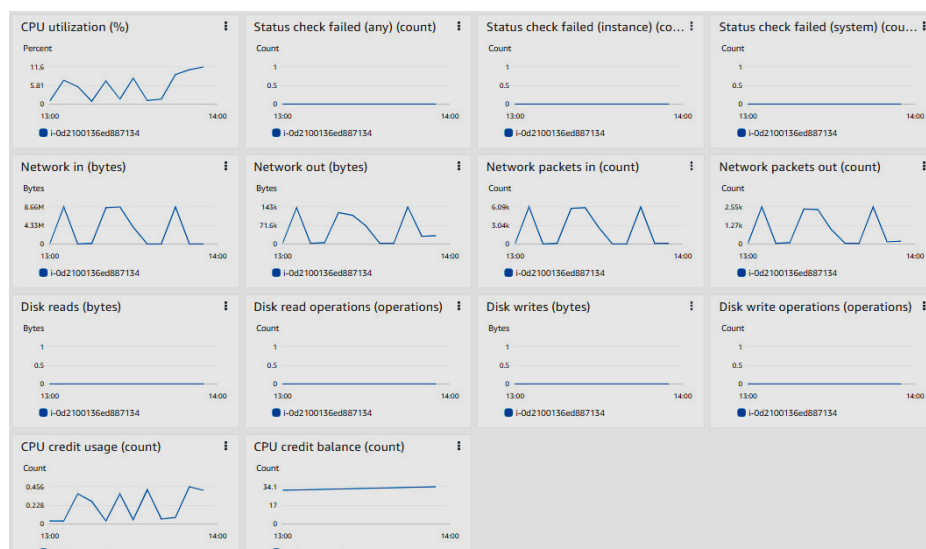 CPU utilization (%)
Percent
11.6
5.81
0
13:00 14:00
i-0d2100136ed887134
Status check failed (any) (count)
Count
1
0.5
0
13:00 14:00
i-0d2100136ed887134
Status check failed (instance) (co...
Count
1
0.5
0
13:00 14:00
i-0d2100136ed887134
Status check failed (system) (cou...
Count
1
0.5
0
13:00 14:00
i-0d2100136ed887134
Network in (bytes)
Bytes
8.66M
4.33M
0
13:00 14:00
i-0d2100136ed887134
Network out (bytes)
Bytes
143k
71.6k
0
13:00 14:00
i-0d2100136ed887134
Network packets in (count)
Count
6.09k
3.04k
0
13:00 14:00
i-0d2100136ed887134
Network packets out (count)
Count
2.55k
1.27k
0
13:00 14:00
i-0d2100136ed887134
Disk reads (bytes)
Bytes
1
0.5
0
13:00 14:00
i-0d2100136ed887134
Disk read operations (operations)
Count
1
0.5
0
13:00 14:00
i-0d2100136ed887134
Disk writes (bytes)
Bytes
1
0.5
0
13:00 14:00
i-0d2100136ed887134
Disk write operations (operations)
Count
1
0.5
0
13:00 14:00
i-0d2100136ed887134
CPU credit usage (count)
Count
0.456
0.228
0
13:00 14:00
CPU credit balance (count)
Count
34.1
17
0
13:00 14:00